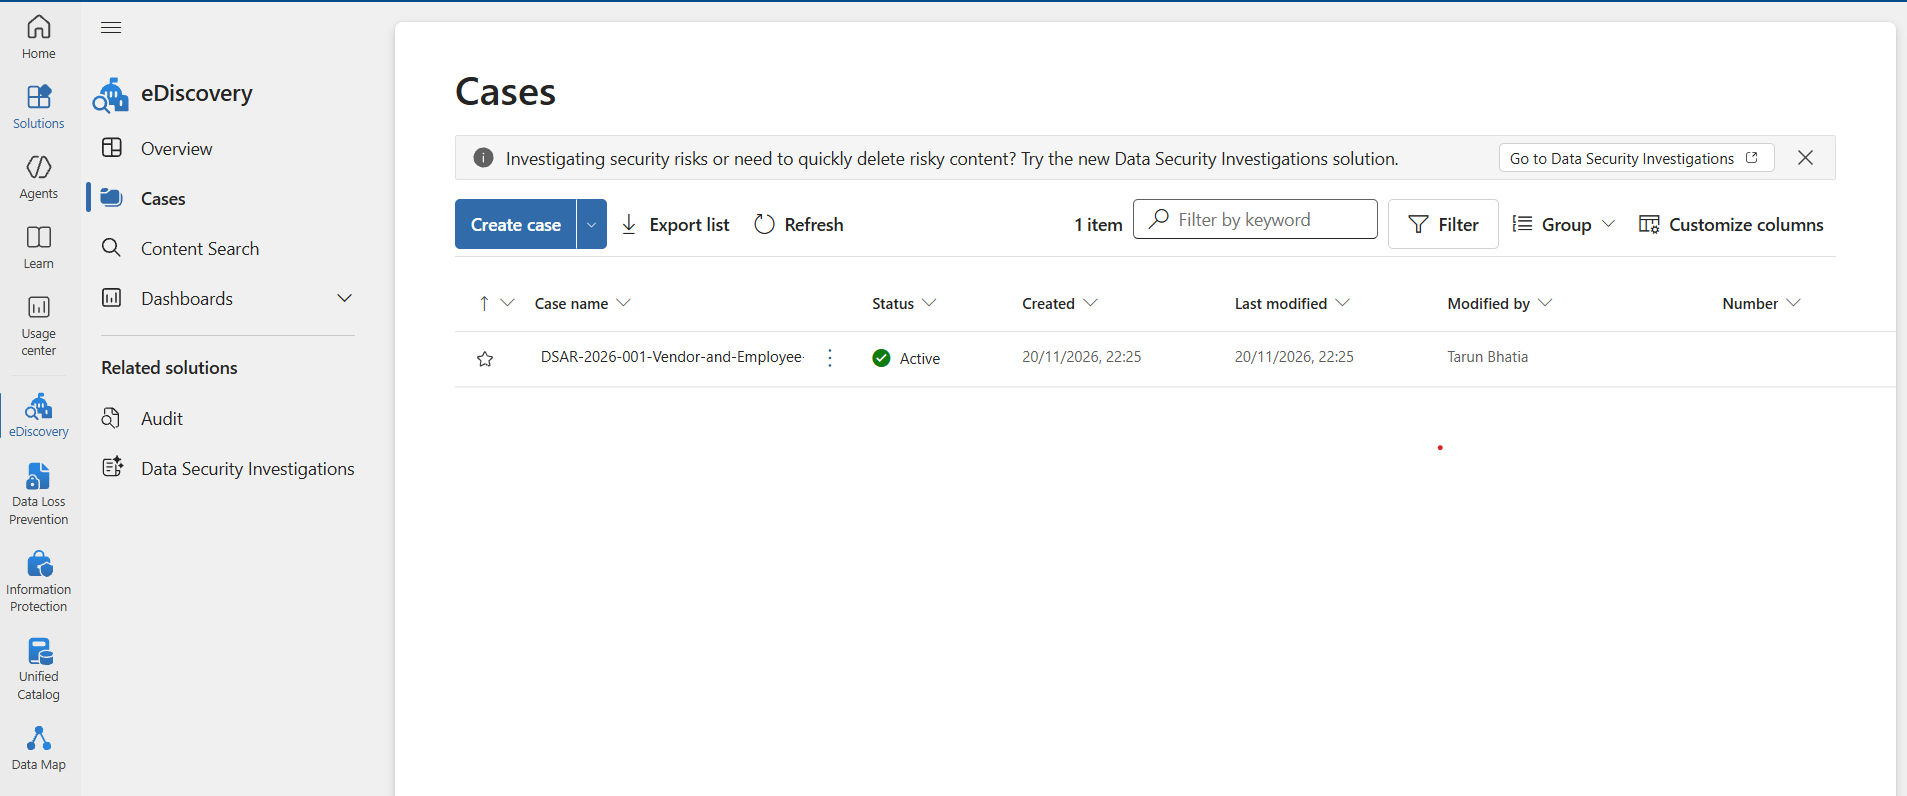 Home
Solutions
Agents
Learn
Usage
center
eDiscovery
Data Loss
Prevention
Information
Protection
Unified
Catalog
Data Map
eDiscovery
Overview
Cases
Content Search
Dashboards
Related solutions
Audit
Data Security Investigations
Cases
Investigating security risks or need to quickly delete risky content? Try the new Data Security Investigations solution. Go to Data Security Investigations
Create case Export list Refresh 1 item Filter by keyword Filter Group Customize columns
Case name Status Created Last modified Modified by Number
DSAR-2026-001-Vendor-and-Employee- Active 20/11/2026, 22:25 20/11/2026, 22:25 Tarun Bhatia